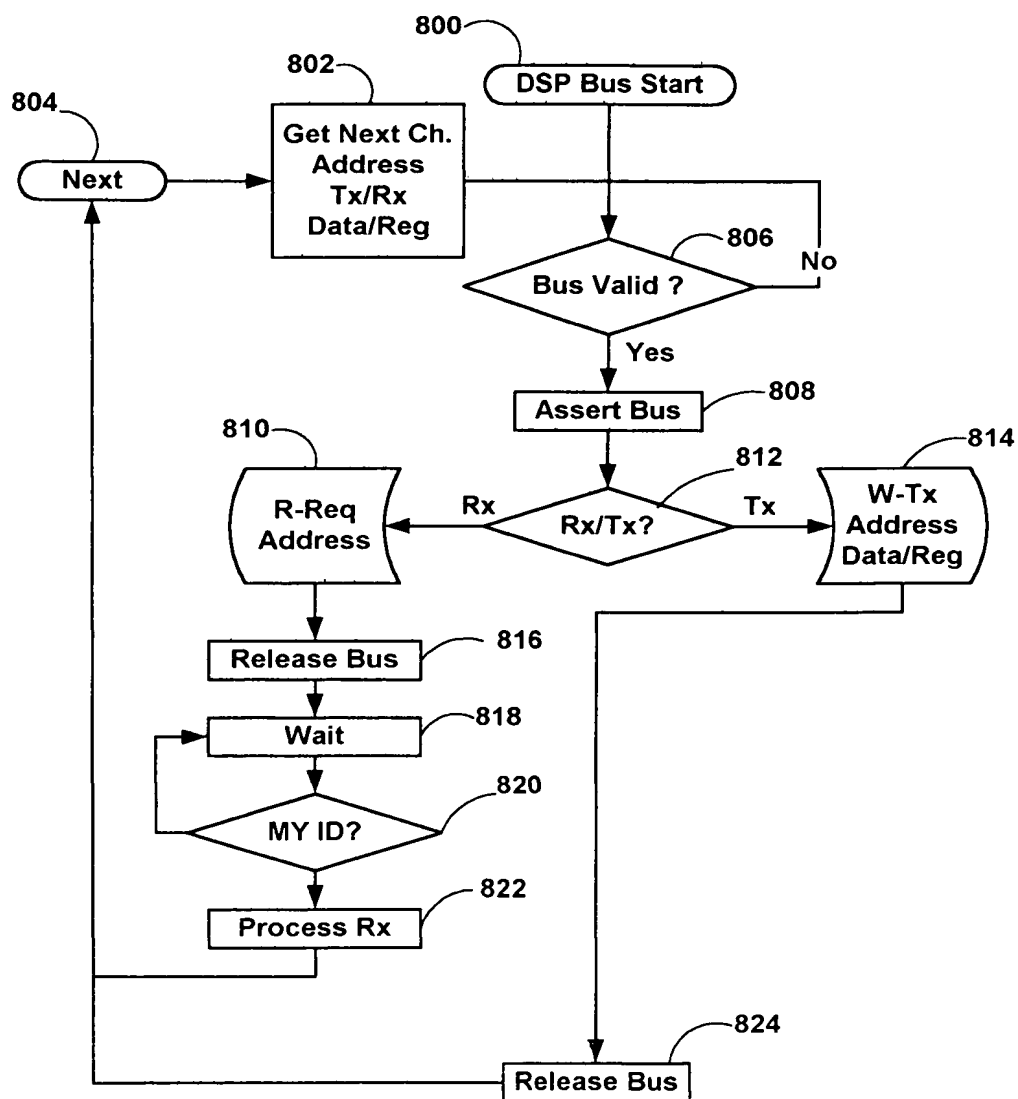 800
DSP Bus Start
802
Get Next Ch.
Address
Tx/Rx
Data/Reg
804
Next
806
Bus Valid ?
No
Yes
808
Assert Bus
810
R-Req
Address
812
Rx
Rx/Tx?
Tx
814
W-Tx
Address
Data/Reg
816
Release Bus
818
Wait
820
MY ID?
822
Process Rx
824
Release Bus